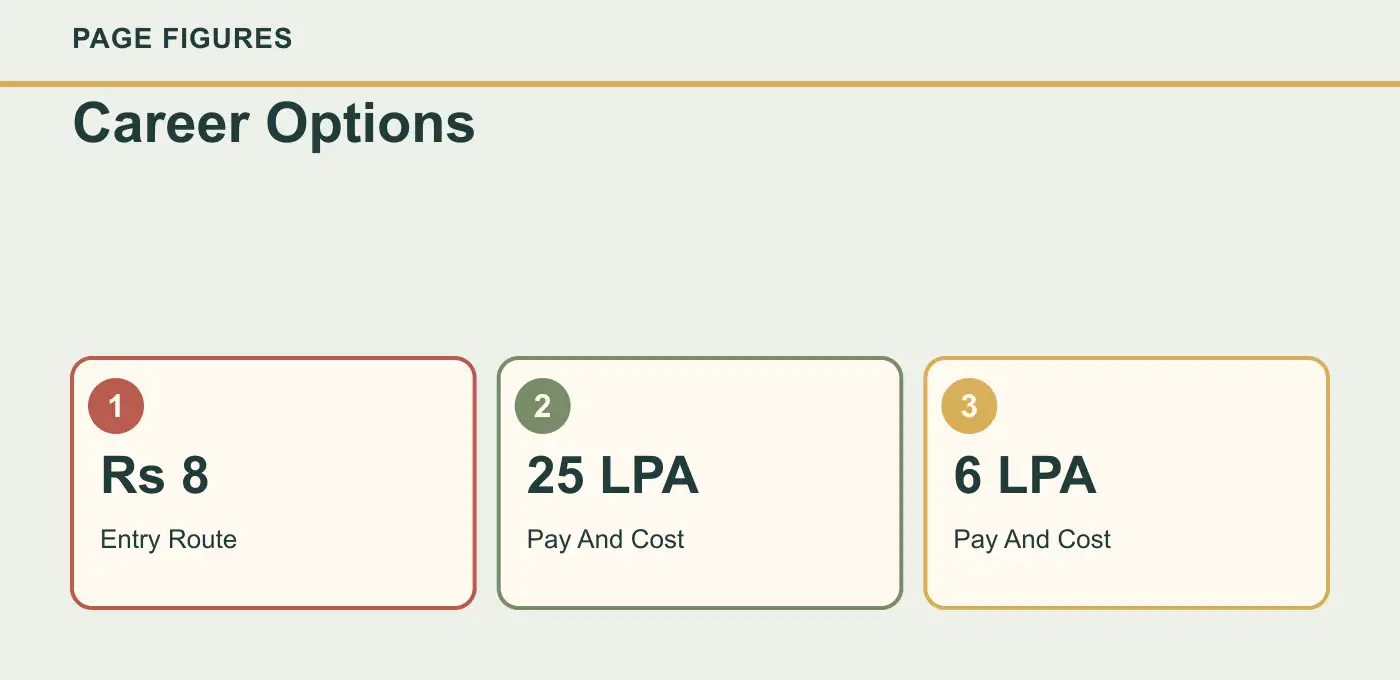 PAGE FIGURES
Career Options
1
Rs 8
Entry Route
2
25 LPA
Pay And Cost
3
6 LPA
Pay And Cost